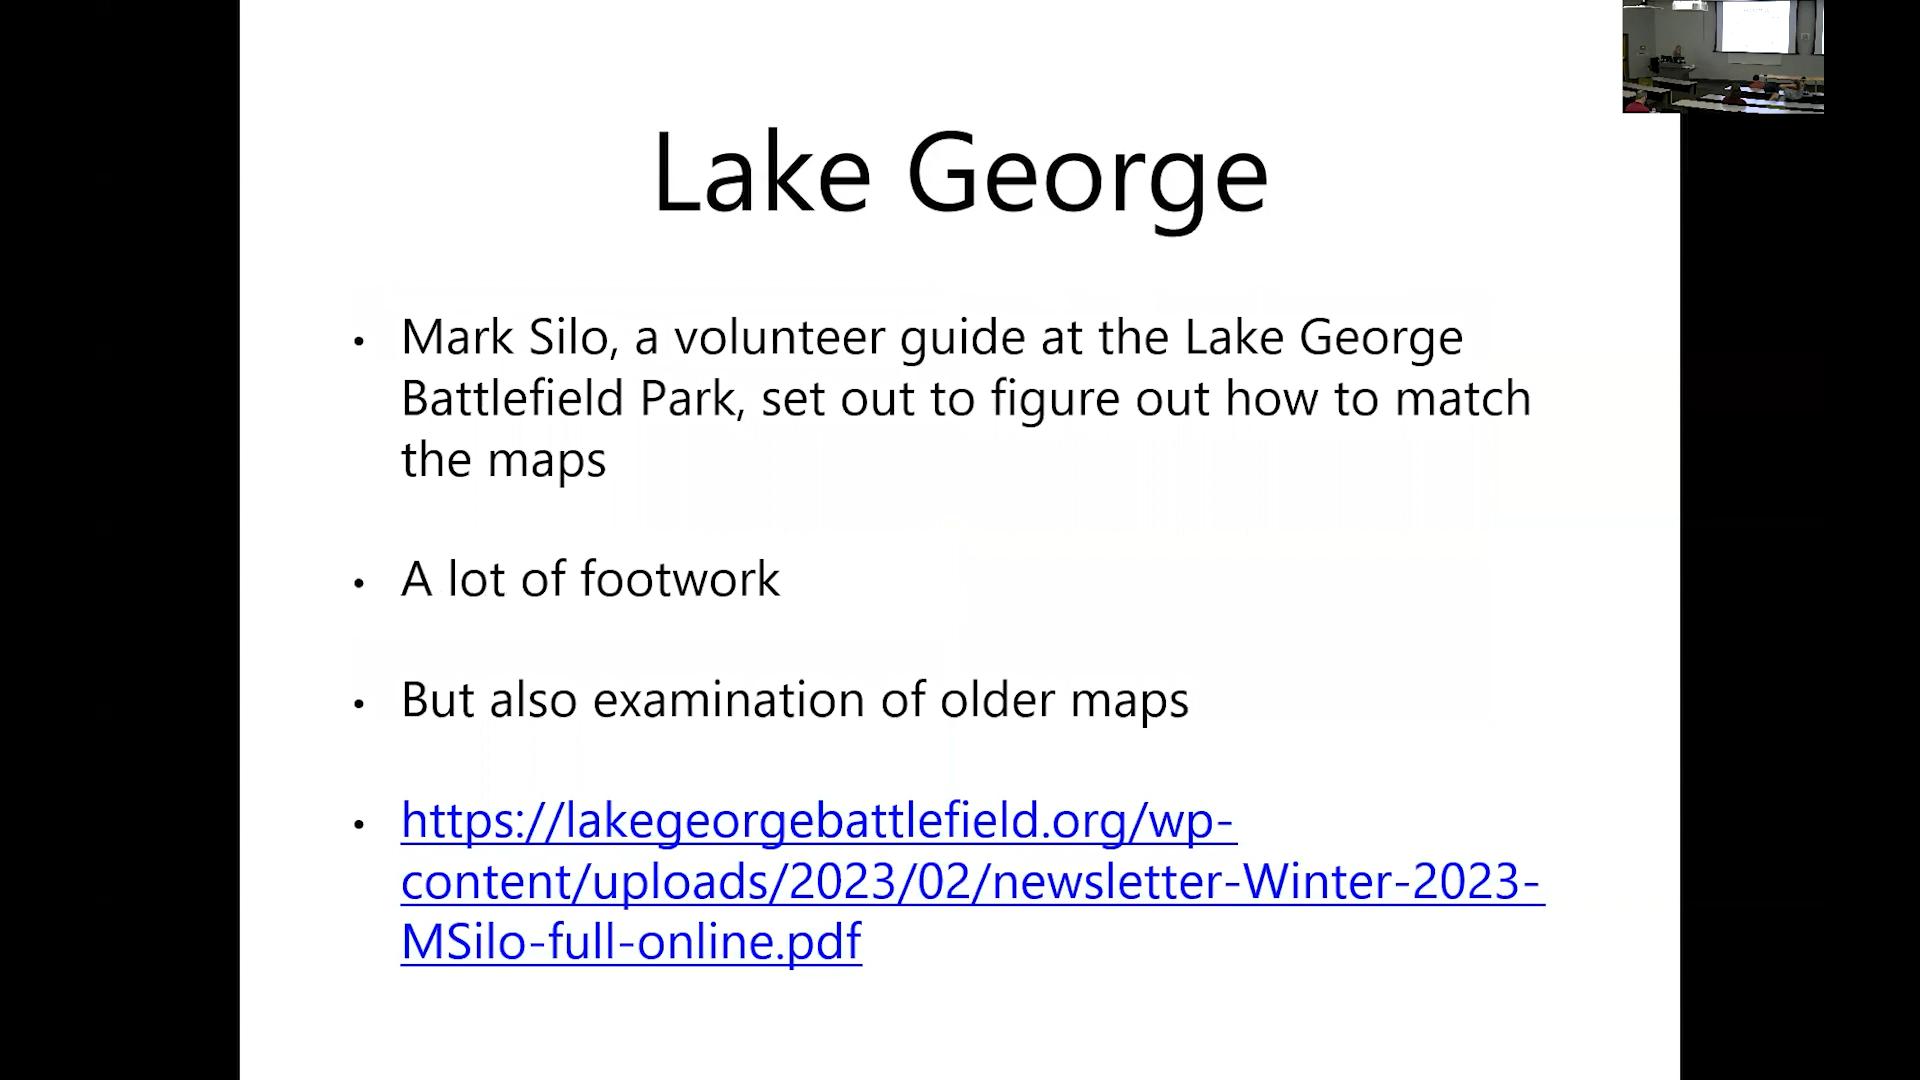 Lake George
• Mark Silo, a volunteer guide at the Lake George
Battlefield Park, set out to figure out how to match
the maps
• A lot of footwork
• But also examination of older maps
• https://lakegeorgebattlefield.org/wp-
content/uploads/2023/02/newsletter-Winter-2023-
MSilo-full-online.pdf